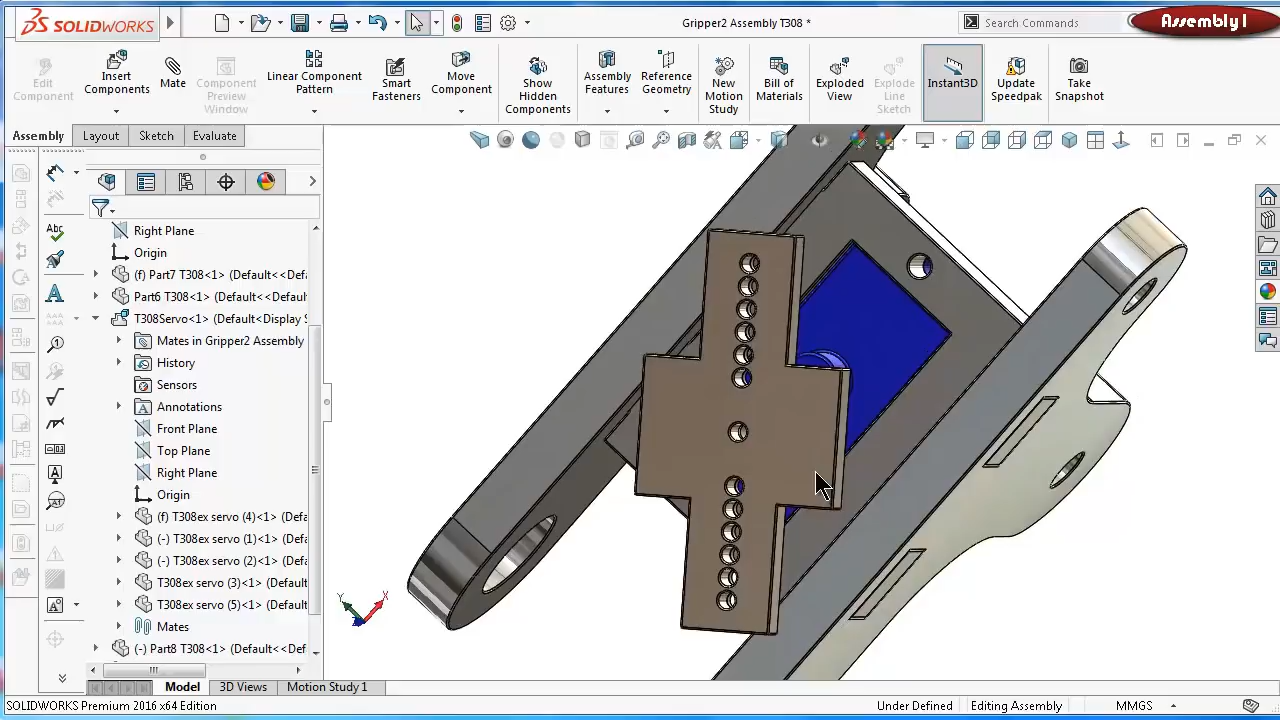 SOLIDWORKS
Gripper2 Assembly T308 *
Search Commands
Assembly1
Edit
Component
Insert
Components
Mate
Component
Preview
Window
Linear Component
Pattern
Smart
Fasteners
Move
Component
Show
Hidden
Components
Assembly
Features
Reference
Geometry
New
Motion
Study
Bill of
Materials
Exploded
View
Explode
Line
Sketch
Instant3D
Update
Speedpak
Take
Snapshot
Assembly
Layout
Sketch
Evaluate
Right Plane
Origin
(f) Part7 T308<1> (Default<<Defa
Part6 T308<1> (Default<<Default
T308Servo<1> (Default<Display S
Mates in Gripper2 Assembly
History
Sensors
Annotations
Front Plane
Top Plane
Right Plane
Origin
(f) T308ex servo (4)<1> (Defa
(-) T308ex servo (1)<1> (Defa
(-) T308ex servo (2)<1> (Defa
T308ex servo (3)<1> (Default
T308ex servo (5)<1> (Default
Mates
(-) Part8 T308<1> (Default<<Def
Abc
A
Y
X
Model
3D Views
Motion Study 1
SOLIDWORKS Premium 2016 x64 Edition
Under Defined
Editing Assembly
MMGS